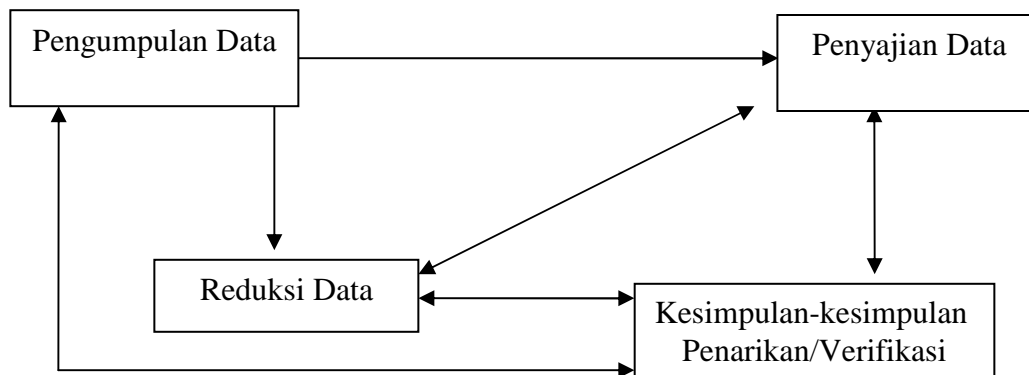 Pengumpulan Data
Penyajian Data
Reduksi Data
Kesimpulan-kesimpulan
Penarikan/Verifikasi